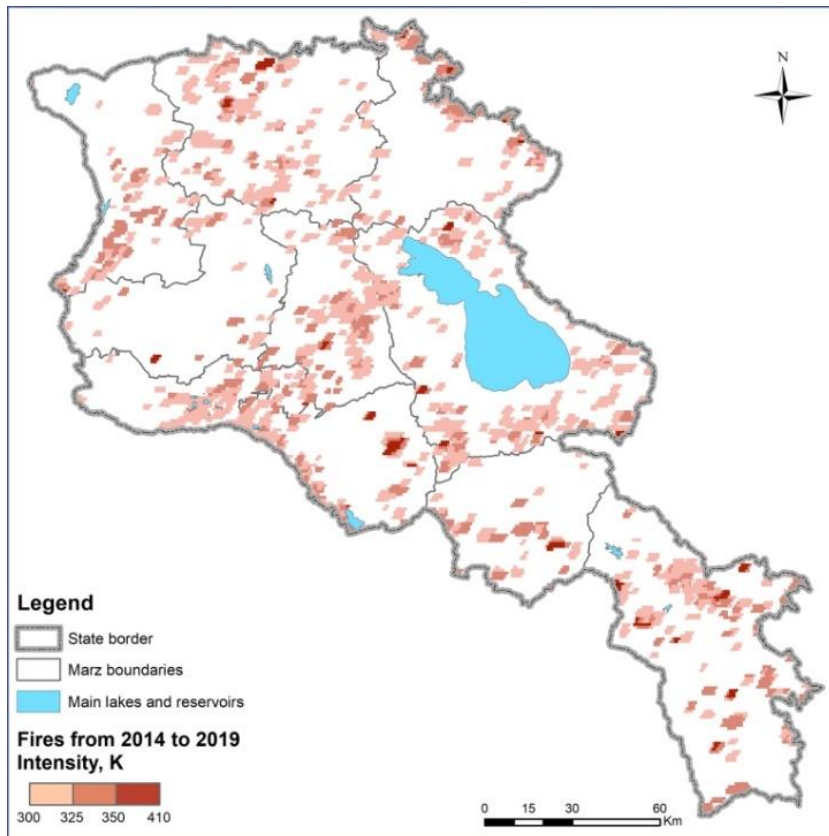 N
Legend
State border
Marz boundaries
Main lakes and reservoirs
Fires from 2014 to 2019
Intensity, K
300 325 350 410
0 15 30 60
Km